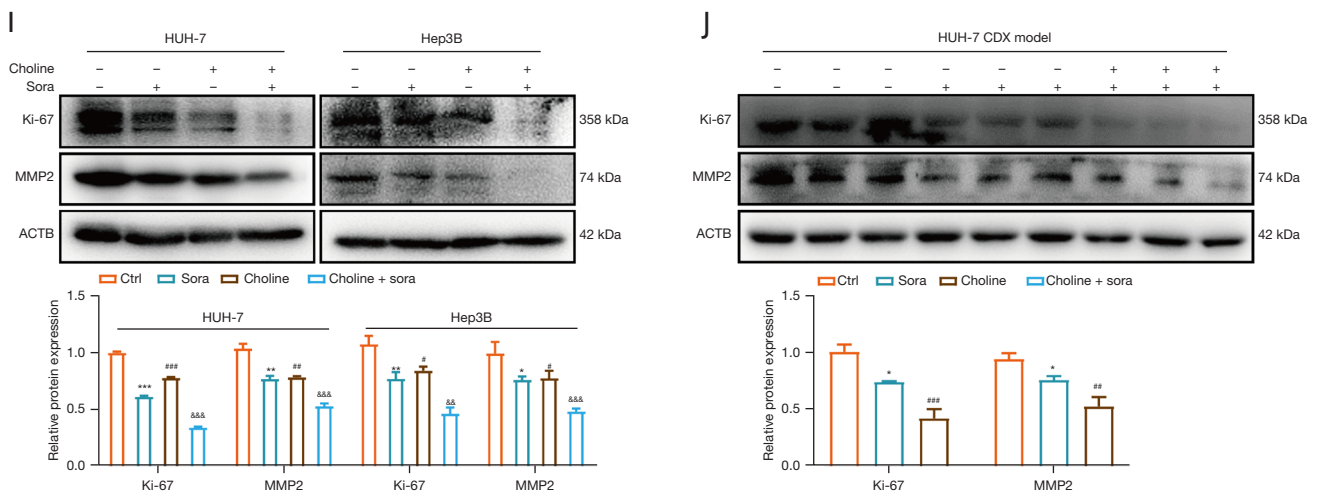 I
HUH-7
Hep3B
Choline – – + + – – + +
Sora – + – + – + – +
Ki-67
358 kDa
MMP2
74 kDa
ACTB
42 kDa
Ctrl Sora Choline Choline + sora
Relative protein expression
1.5
1.0
0.5
0.0
HUH-7
Hep3B
*** ### &&& ** ## &&& ** # && * # &&&
Ki-67 MMP2 Ki-67 MMP2
J
HUH-7 CDX model
– – – – – – + + +
– – – + + + + + +
Ki-67
358 kDa
MMP2
74 kDa
ACTB
42 kDa
Ctrl Sora Choline Choline + sora
Relative protein expression
1.5
1.0
0.5
0.0
* ### * ##
Ki-67 MMP2